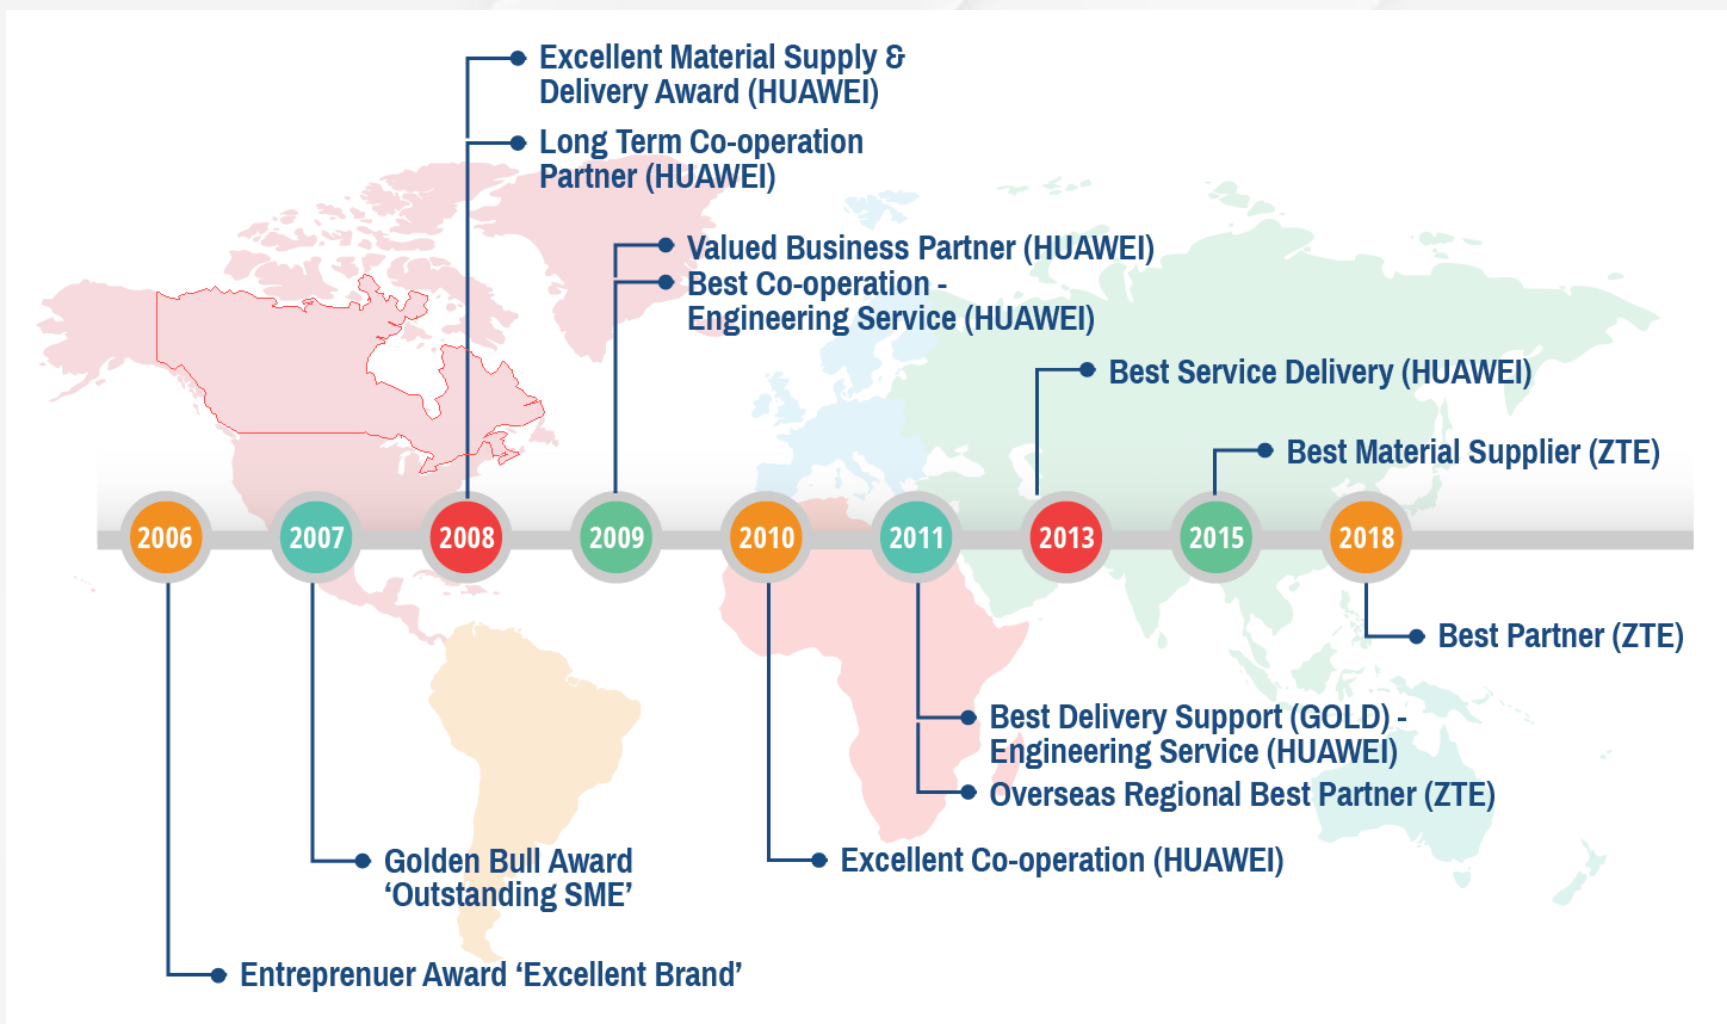 Excellent Material Supply &
Delivery Award (HUAWEI)
Long Term Co-operation
Partner (HUAWEI)
Valued Business Partner (HUAWEI)
Best Co-operation -
Engineering Service (HUAWEI)
Best Service Delivery (HUAWEI)
Best Material Supplier (ZTE)
2006
2007
2008
2009
2010
2011
2013
2015
2018
Best Partner (ZTE)
Best Delivery Support (GOLD) -
Engineering Service (HUAWEI)
Overseas Regional Best Partner (ZTE)
Excellent Co-operation (HUAWEI)
Golden Bull Award
‘Outstanding SME’
Entreprenuer Award ‘Excellent Brand’